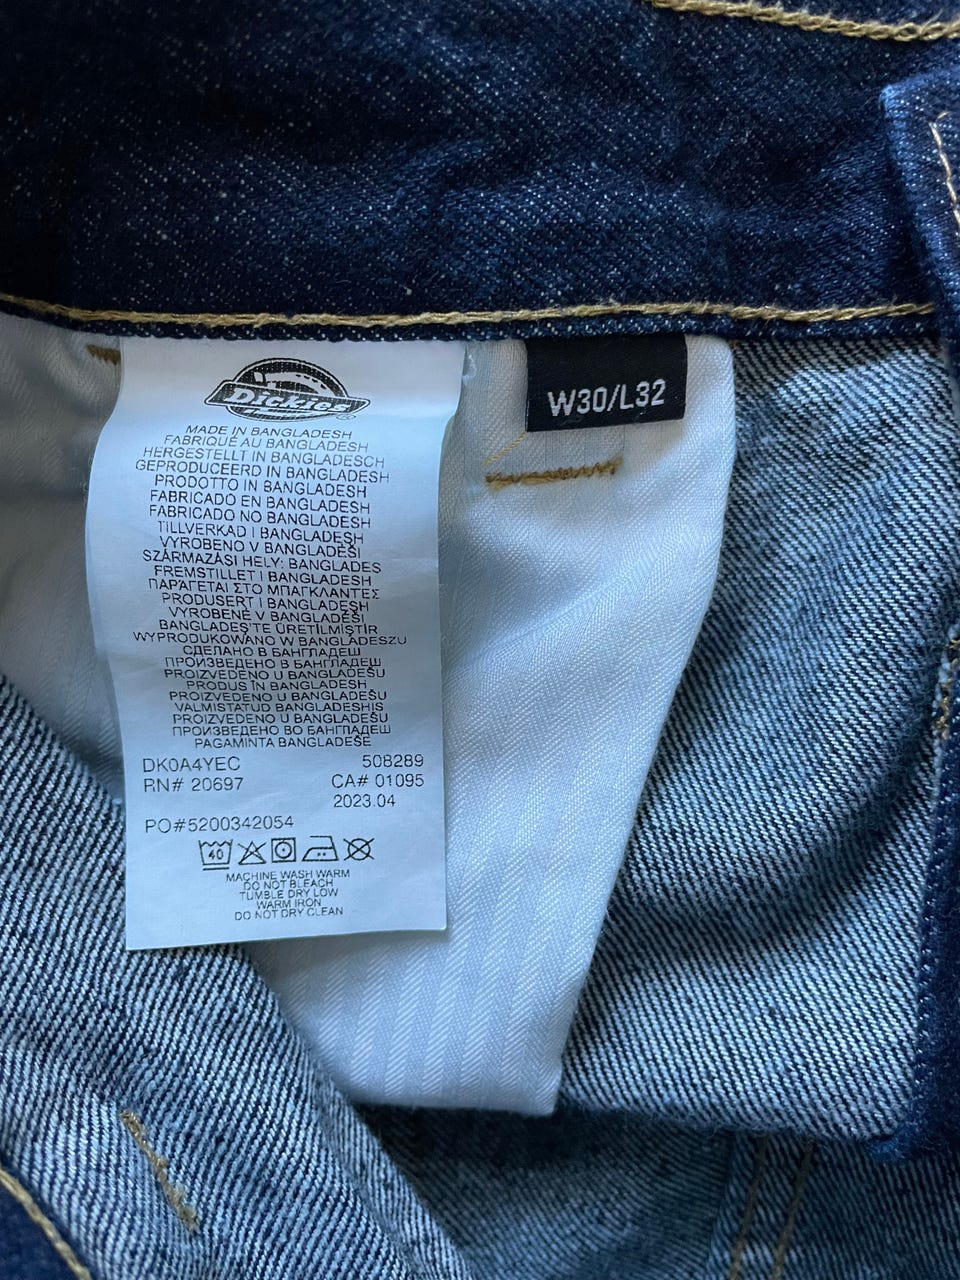 Dickies
®
W30/L32
MADE IN BANGLADESH
FABRIQUÉ AU BANGLADESH
HERGESTELLT IN BANGLADESCH
GEPRODUCEERD IN BANGLADESH
PRODOTTO IN BANGLADESH
FABRICADO EN BANGLADESH
FABRICADO NO BANGLADESH
TILLVERKAD I BANGLADESH
VYROBENO V BANGLADÉŠI
SZÁRMAZÁSI HELY: BANGLADES
FREMSTILLET I BANGLADESH
ΠΑΡΑΓΕΤΑΙ ΣΤΟ ΜΠΑΓΚΛΑΝΤΕΣ
PRODUSERT I BANGLADESH
VYROBENÉ V BANGLADÉŠI
BANGLADEŞ'TE ÜRETİLMİŞTİR
WYPRODUKOWANO W BANGLADESZU
СДЕЛАНО В БАНГЛАДЕШ
ПРОИЗВЕДЕНО В БАНГЛАДЕШ
PROIZVEDENO U BANGLADEŠU
PRODUS ÎN BANGLADESH
PROIZVEDENO U BANGLADEŠU
VALMISTATUD BANGLADESHIS
PROIZVEDENO U BANGLADEŠU
ПРОИЗВЕДЕНО ВО БАНГЛАДЕШ
PAGAMINTA BANGLADEŠE
DK0A4YEC 508289
RN# 20697 CA# 01095
2023.04
PO#5200342054
40
MACHINE WASH WARM
DO NOT BLEACH
TUMBLE DRY LOW
WARM IRON
DO NOT DRY CLEAN